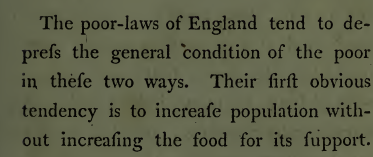 The poor-laws of England tend to de-
preſs the general condition of the poor
in theſe two ways. Their firſt obvious
tendency is to increaſe population with-
out increaſing the food for its ſupport.